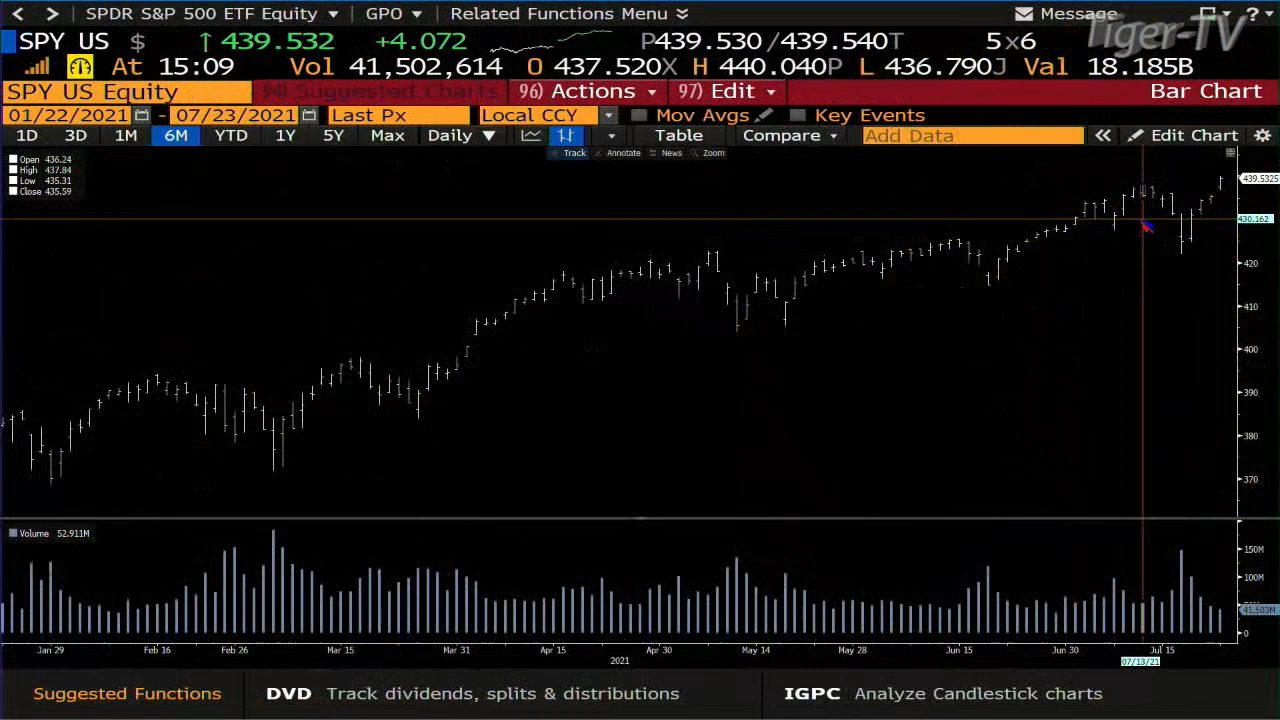 SPDR S&P 500 ETF Equity GPO Related Functions Menu Message ?
Tiger-TV
SPY US $ ↑ 439.532 +4.072 P439.530/439.540T 5x6
At 15:09 Vol 41,502,614 O 437.520X H 440.040P L 436.790J Val 18.185B
SPY US Equity 94) Suggested Charts 96) Actions 97) Edit Bar Chart
01/22/2021 - 07/23/2021 Last Px Local CCY Mov Avgs Key Events
1D 3D 1M 6M YTD 1Y 5Y Max Daily ▼ Table Compare Add Data « Edit Chart
Track Annotate News Zoom
Open 436.24
High 437.84
Low 435.31
Close 435.59
439.5325
430.162
420
410
400
390
380
370
Volume 52.911M
150M
100M
41.503M
0
Jan 29 Feb 16 Feb 26 Mar 15 Mar 31 Apr 15 Apr 30 May 14 May 28 Jun 15 Jun 30 Jul 15
2021 07/13/21
Suggested Functions DVD Track dividends, splits & distributions IGPC Analyze Candlestick charts